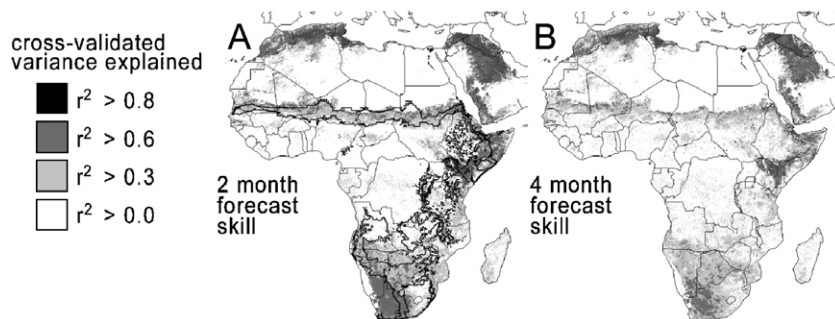 cross-validated
variance explained
r² > 0.8
r² > 0.6
r² > 0.3
r² > 0.0
A
2 month
forecast
skill
B
4 month
forecast
skill